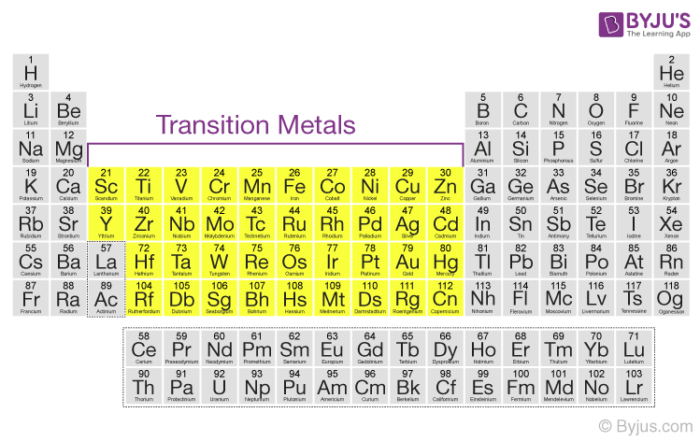 BYJU'S
The Learning App
1 2
H He
Hydrogen Helium
3 4 5 6 7 8 9 10
Li Be B C N O F Ne
Beryllium Boron Carbon Nitrogen Oxygen Fluorine Neon
Transition Metals
11 12 13 14 15 16 17 18
Na Mg Al Si P S Cl Ar
Sodium Magnesium Aluminium Silicon Phosphorous Sulfur Chlorine Argon
19 20 21 22 23 24 25 26 27 28 29 30 31 32 33 34 35 36
K Ca Sc Ti V Cr Mn Fe Co Ni Cu Zn Ga Ge As Se Br Kr
Potassium Calcium Scandium Titanium Vanadium Chromium Manganese Iron Cobalt Nickel Copper Zinc Gallium Germanium Arsenic Selenium Bromine Krypton
37 38 39 40 41 42 43 44 45 46 47 48 49 50 51 52 53 54
Rb Sr Y Zr Nb Mo Tc Ru Rh Pd Ag Cd In Sn Sb Te I Xe
Rubidium Strontium Zirconium Niobium Ruthenium Rhodium Palladium Silver Cadmium Indium Tin Antimony Iodine Xenon
55 56 57 72 73 74 75 76 77 78 79 80 81 82 83 84 85 86
Cs Ba La Hf Ta W Re Os Ir Pt Au Hg Tl Pb Bi Po At Rn
Barium Hafnium Tantalum Tungsten Rhenium Osmium Iridium Platinum Gold Mercury Thallium Lead Bismuth Polonium Astatine Radon
87 88 89 104 105 106 107 108 109 110 111 112 113 114 115 116 117 118
Fr Ra Ac Rf Db Sg Bh Hs Mt Ds Rg Cn Nh Fl Mc Lv Ts Og
Francium Radium Actinium Rutherfordium Dubnium Seaborgium Bohrium Hassium Meitnerium Darmstadtium Copernicium Nihonium Flerovium Moscovium Livermorium Tennessine
58 59 60 61 62 63 64 65 66 67 68 69 70 71
Ce Pr Nd Pm Sm Eu Gd Tb Dy Ho Er Tm Yb Lu
Cerium Promethium Samarium Europium Terbium Dysprosium Erbium Thulium Ytterbium
90 91 92 93 94 95 96 97 98 99 100 101 102 103
Th Pa U Np Pu Am Cm Bk Cf Es Fm Md No Lr
Thorium Protactinium Uranium Neptunium Plutonium Americium Curium Berkelium Californium Einsteinium Fermium Mendelevium Nobelium Lawrencium
© Byjus.com